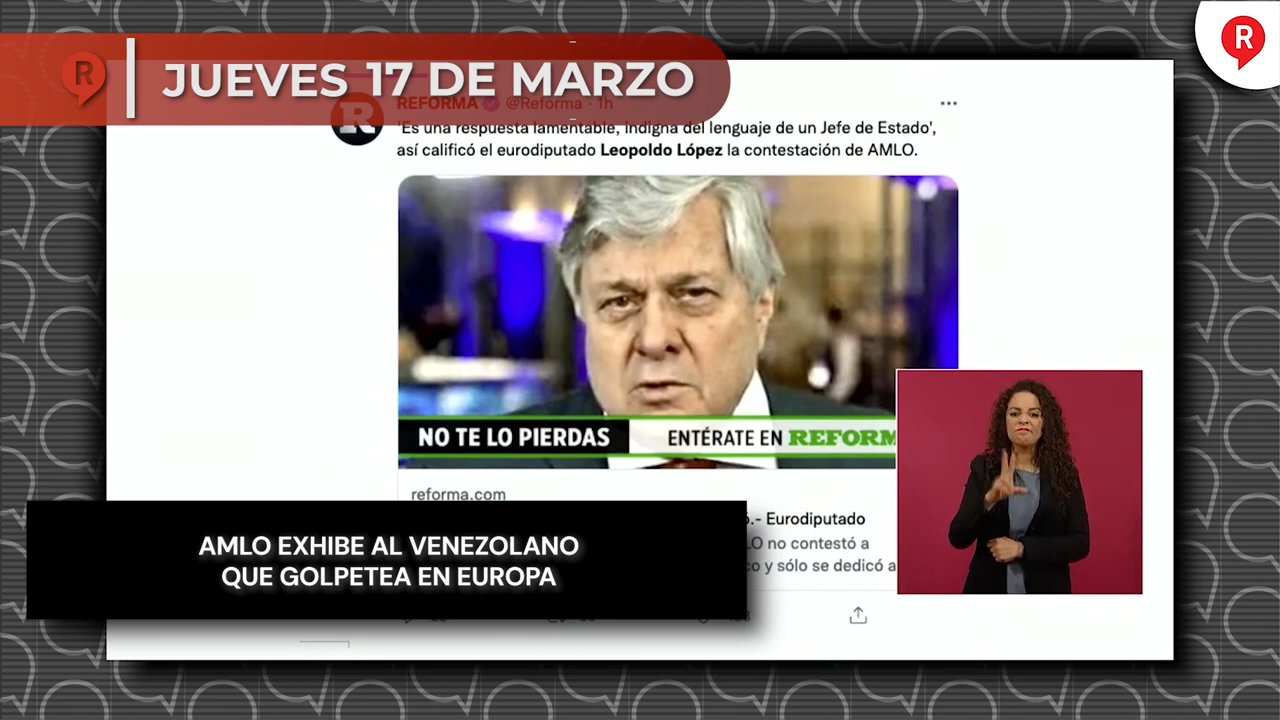 R
JUEVES 17 DE MARZO
R
R
REFORMA @Reforma · 1h
'Es una respuesta lamentable, indigna del lenguaje de un Jefe de Estado',
así calificó el eurodiputado Leopoldo López la contestación de AMLO.
NO TE LO PIERDAS
ENTÉRATE EN REFORM
reforma.com
.- Eurodiputado
LO no contestó a
co y sólo se dedicó a
AMLO EXHIBE AL VENEZOLANO
QUE GOLPETEA EN EUROPA